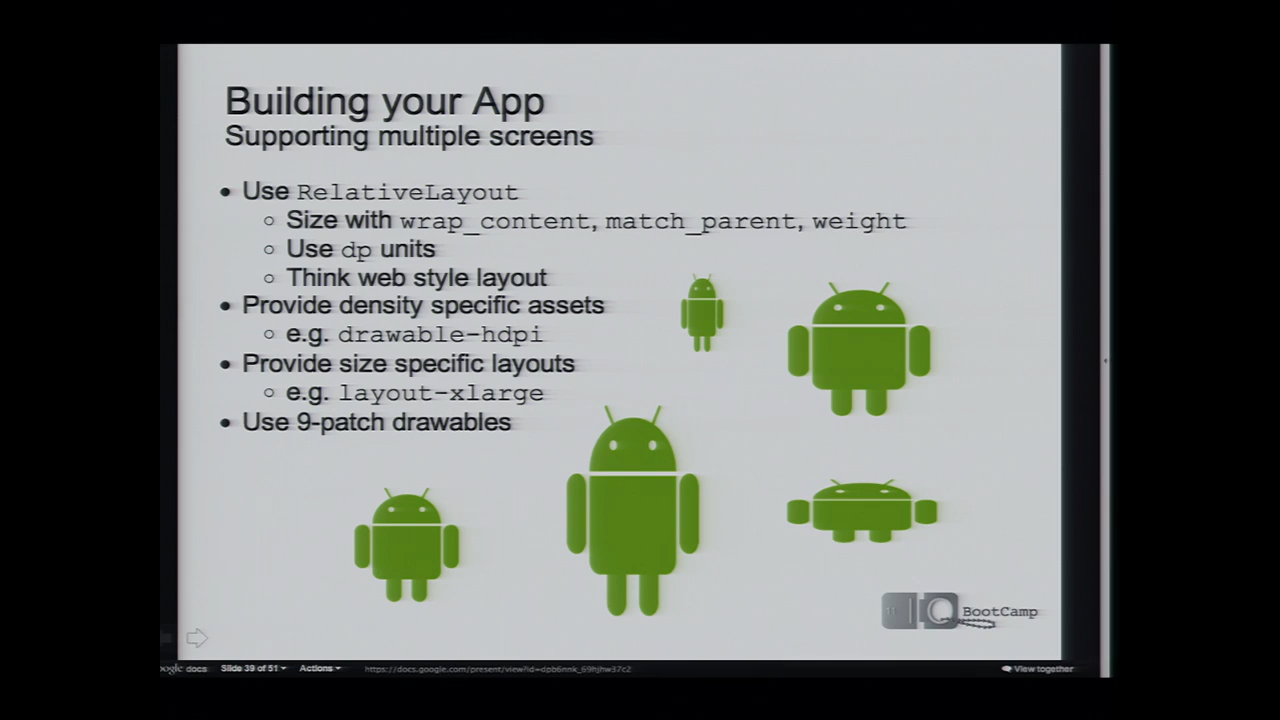 Building your App
Supporting multiple screens
• Use RelativeLayout
○ Size with wrap_content, match_parent, weight
○ Use dp units
○ Think web style layout
• Provide density specific assets
○ e.g. drawable-hdpi
• Provide size specific layouts
○ e.g. layout-xlarge
• Use 9-patch drawables
BootCamp
docs Slide 39 of 51 Actions View together